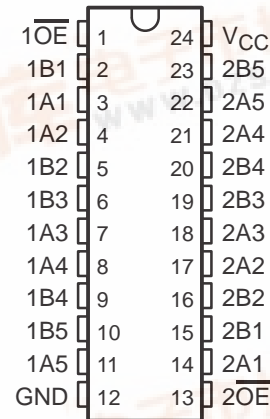 1O̅E̅ 1 24 VCC
1B1 2 23 2B5
1A1 3 22 2A5
1A2 4 21 2A4
1B2 5 20 2B4
1B3 6 19 2B3
1A3 7 18 2A3
1A4 8 17 2A2
1B4 9 16 2B2
1B5 10 15 2B1
1A5 11 14 2A1
GND 12 13 2O̅E̅